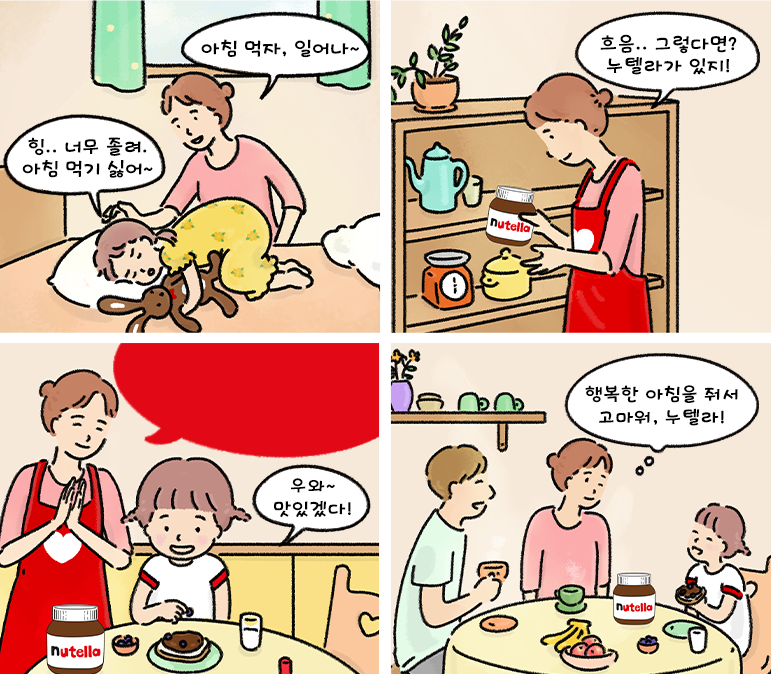 아침 먹자, 일어나~
힝.. 너무 졸려.
아침 먹기 싫어~
흐음.. 그렇다면?
누텔라가 있지!
nutella
우와~
맛있겠다!
nutella
행복한 아침을 줘서
고마워, 누텔라!
nutella